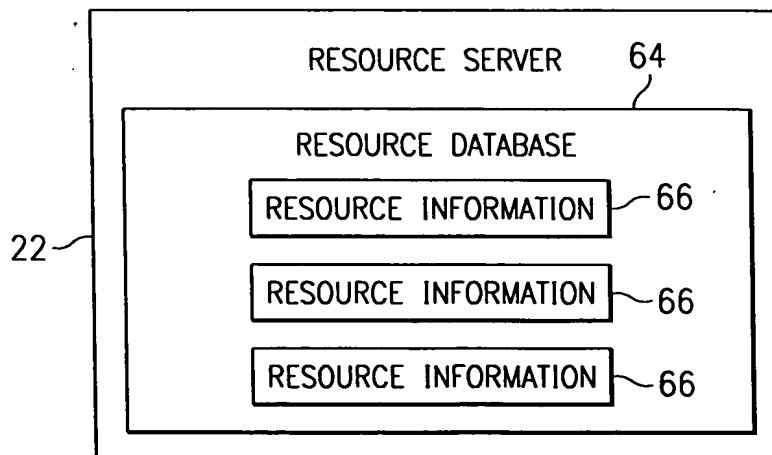 RESOURCE SERVER
64
RESOURCE DATABASE
RESOURCE INFORMATION
66
22
RESOURCE INFORMATION
66
RESOURCE INFORMATION
66